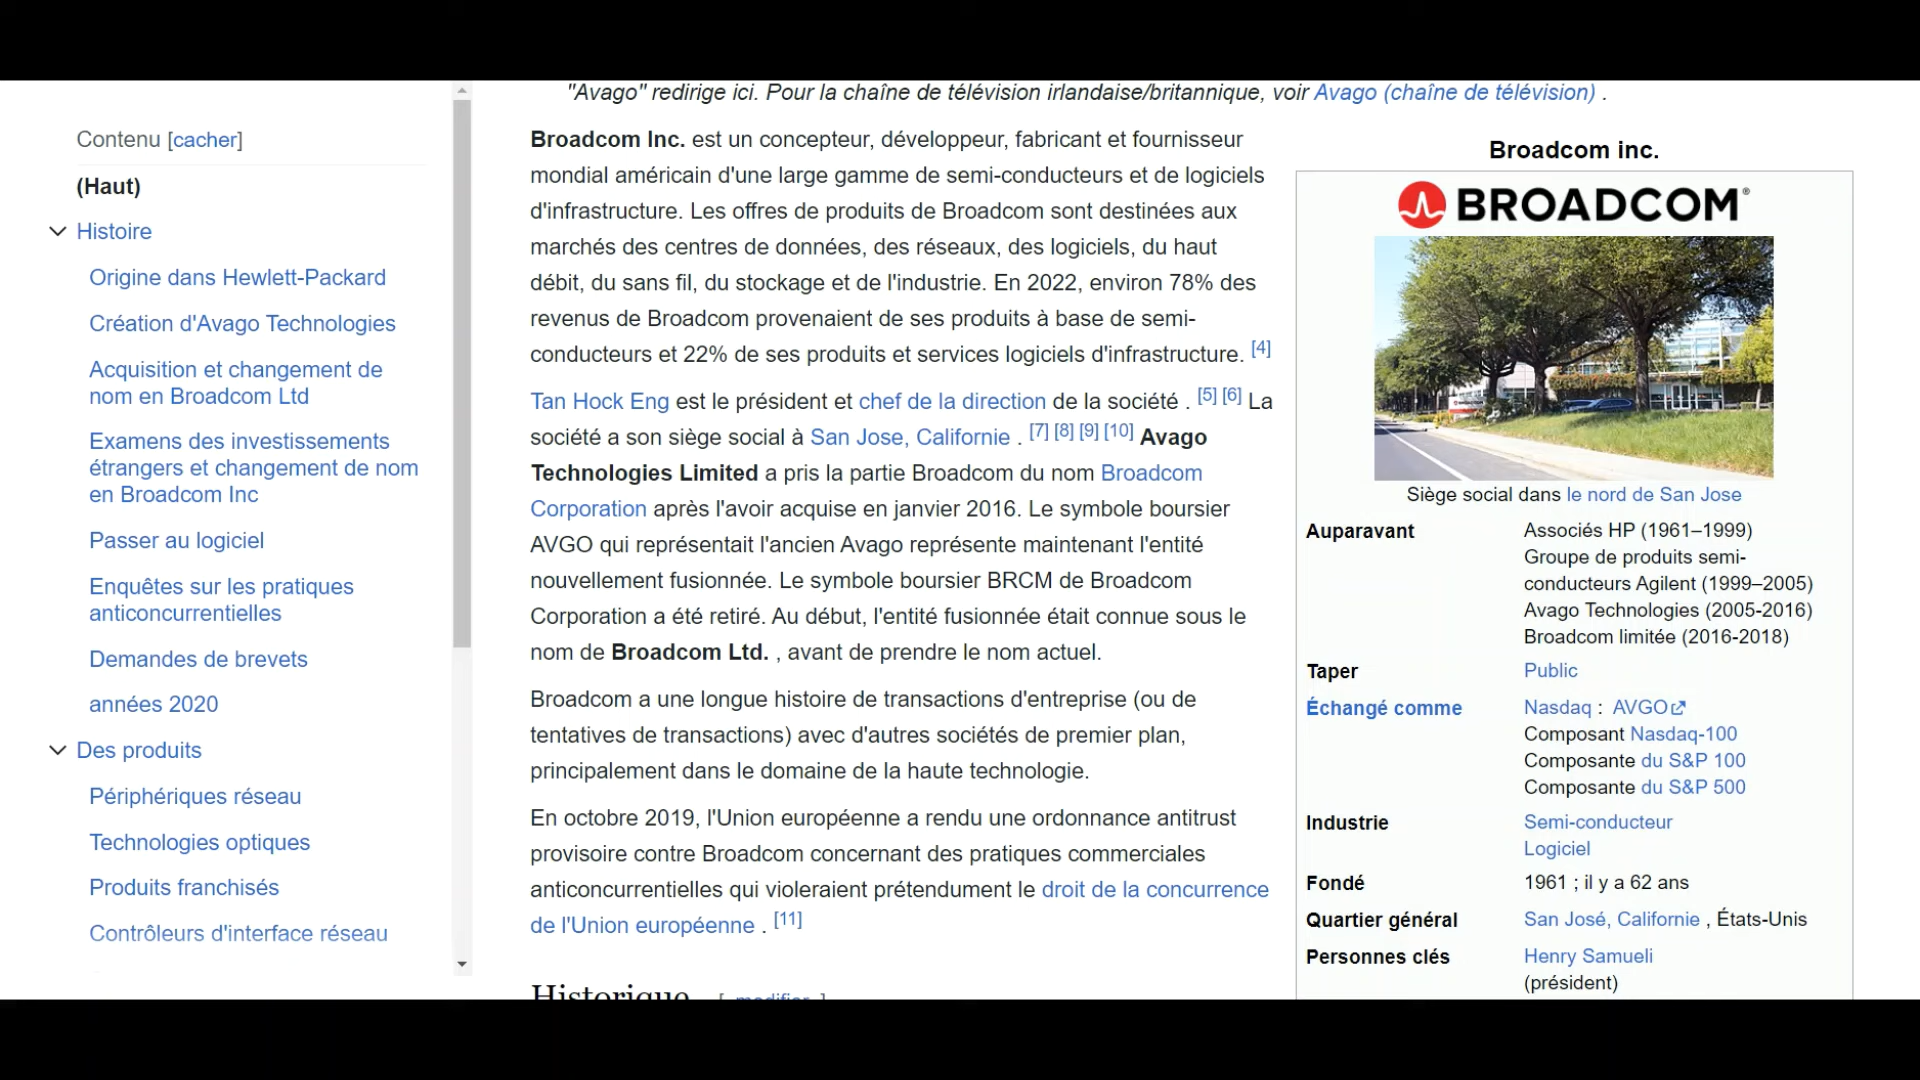 "Avago" redirige ici. Pour la chaîne de télévision irlandaise/britannique, voir Avago (chaîne de télévision) .
Contenu [cacher]
(Haut)
Histoire
Origine dans Hewlett-Packard
Création d'Avago Technologies
Acquisition et changement de
nom en Broadcom Ltd
Examens des investissements
étrangers et changement de nom
en Broadcom Inc
Passer au logiciel
Enquêtes sur les pratiques
anticoncurrentielles
Demandes de brevets
années 2020
Des produits
Périphériques réseau
Technologies optiques
Produits franchisés
Contrôleurs d'interface réseau
Broadcom Inc. est un concepteur, développeur, fabricant et fournisseur
mondial américain d'une large gamme de semi-conducteurs et de logiciels
d'infrastructure. Les offres de produits de Broadcom sont destinées aux
marchés des centres de données, des réseaux, des logiciels, du haut
débit, du sans fil, du stockage et de l'industrie. En 2022, environ 78% des
revenus de Broadcom provenaient de ses produits à base de semi-
conducteurs et 22% de ses produits et services logiciels d'infrastructure. [4]
Tan Hock Eng est le président et chef de la direction de la société . [5] [6] La
société a son siège social à San Jose, Californie . [7] [8] [9] [10] Avago
Technologies Limited a pris la partie Broadcom du nom Broadcom
Corporation après l'avoir acquise en janvier 2016. Le symbole boursier
AVGO qui représentait l'ancien Avago représente maintenant l'entité
nouvellement fusionnée. Le symbole boursier BRCM de Broadcom
Corporation a été retiré. Au début, l'entité fusionnée était connue sous le
nom de Broadcom Ltd. , avant de prendre le nom actuel.
Broadcom a une longue histoire de transactions d'entreprise (ou de
tentatives de transactions) avec d'autres sociétés de premier plan,
principalement dans le domaine de la haute technologie.
En octobre 2019, l'Union européenne a rendu une ordonnance antitrust
provisoire contre Broadcom concernant des pratiques commerciales
anticoncurrentielles qui violeraient prétendument le droit de la concurrence
de l'Union européenne . [11]
Historique [ modifier ]
Broadcom inc.
BROADCOM®
Siège social dans le nord de San Jose
Auparavant Associés HP (1961–1999)
Groupe de produits semi-
conducteurs Agilent (1999–2005)
Avago Technologies (2005-2016)
Broadcom limitée (2016-2018)
Taper Public
Échangé comme Nasdaq : AVGO
Composant Nasdaq-100
Composante du S&P 100
Composante du S&P 500
Industrie Semi-conducteur
Logiciel
Fondé 1961 ; il y a 62 ans
Quartier général San José, Californie , États-Unis
Personnes clés Henry Samueli
(président)